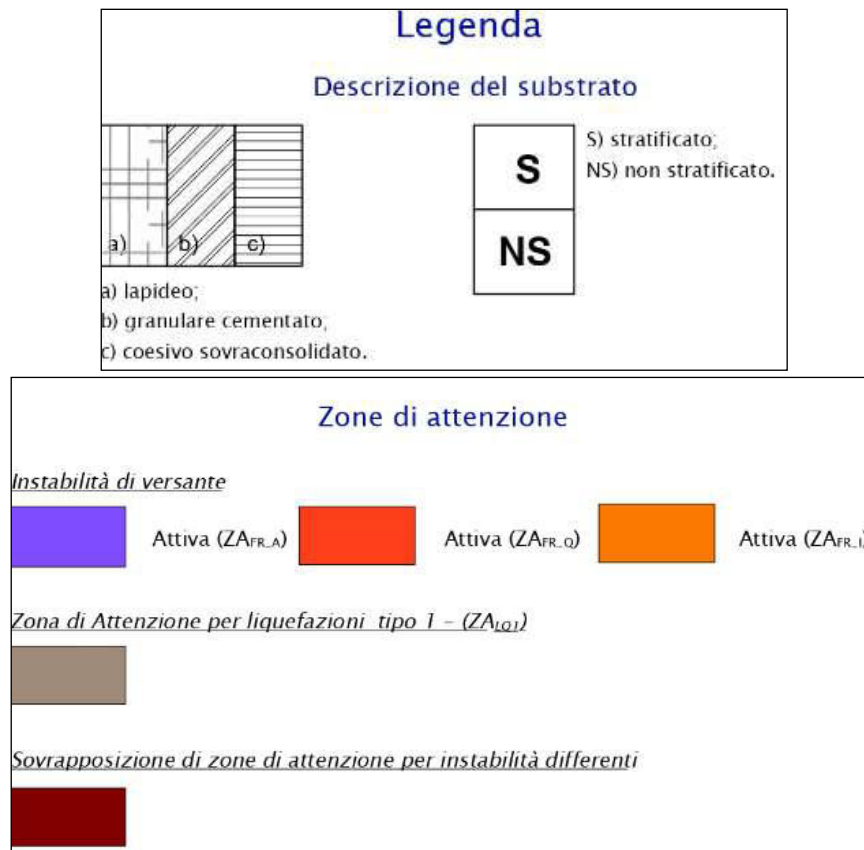 Legenda
Descrizione del substrato
a) b) c)
S
NS
S) stratificato;
NS) non stratificato.
a) lapideo;
b) granulare cementato;
c) coesivo sovraconsolidato.
Zone di attenzione
Instabilità di versante
Attiva (ZAFR_A) Attiva (ZAFR_Q) Attiva (ZAFR_I)
Zona di Attenzione per liquefazioni tipo 1 – (ZALQ1)
Sovrapposizione di zone di attenzione per instabilità differenti